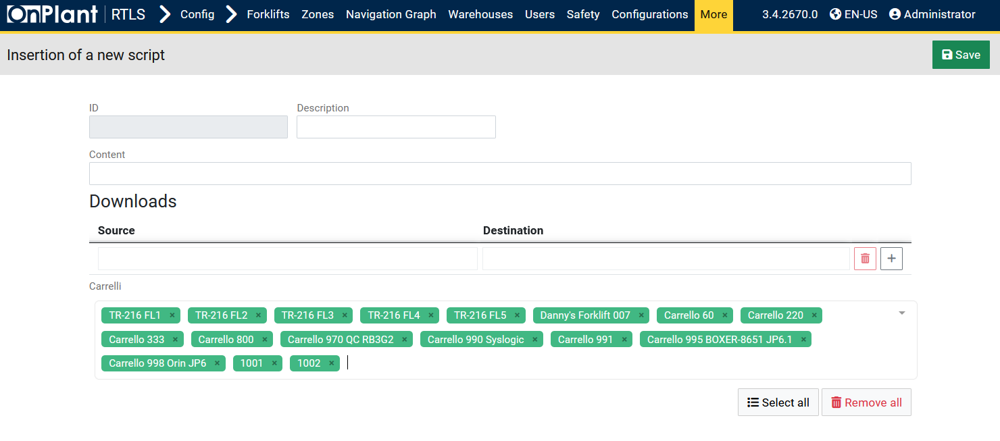 OnPlant RTLS Config Forklifts Zones Navigation Graph Warehouses Users Safety Configurations More 3.4.2670.0 EN-US Administrator
Insertion of a new script Save
ID Description
Content
Downloads
Source Destination
Carrelli
TR-216 FL1 × TR-216 FL2 × TR-216 FL3 × TR-216 FL4 × TR-216 FL5 × Danny's Forklift 007 × Carrello 60 × Carrello 220 ×
Carrello 333 × Carrello 800 × Carrello 970 QC RB3G2 × Carrello 990 Syslogic × Carrello 991 × Carrello 995 BOXER-8651 JP6.1 ×
Carrello 998 Orin JP6 × 1001 × 1002 ×
Select all Remove all